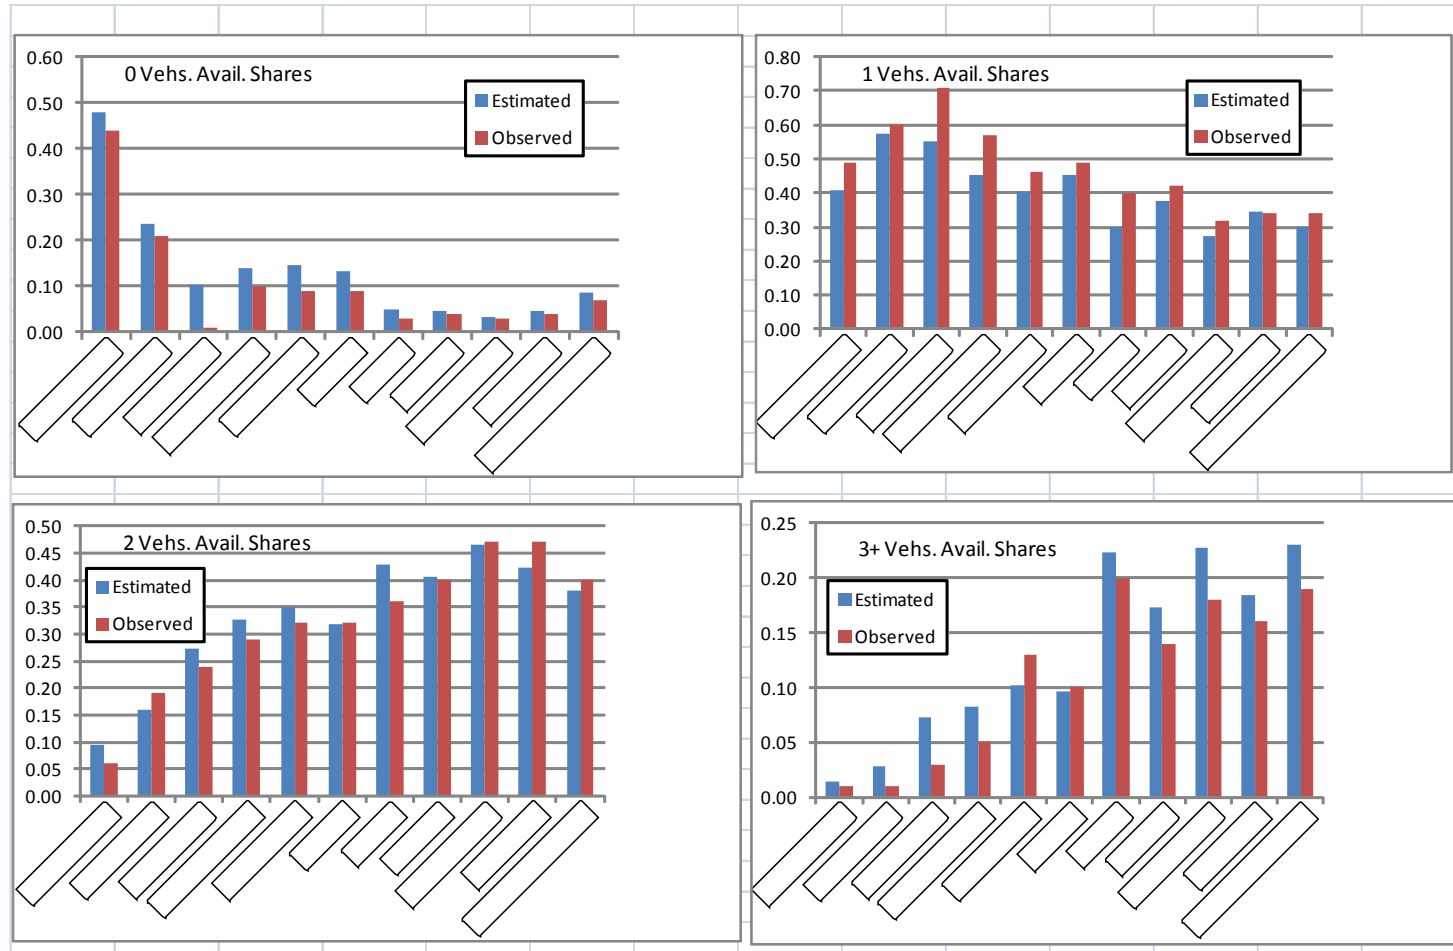 0 Vehs. Avail. Shares
0.60
0.50
0.40
0.30
0.20
0.10
0.00
Estimated
Observed
1 Vehs. Avail. Shares
0.80
0.70
0.60
0.50
0.40
0.30
0.20
0.10
0.00
Estimated
Observed
2 Vehs. Avail. Shares
0.50
0.45
0.40
0.35
0.30
0.25
0.20
0.15
0.10
0.05
0.00
Estimated
Observed
3+ Vehs. Avail. Shares
0.25
0.20
0.15
0.10
0.05
0.00
Estimated
Observed